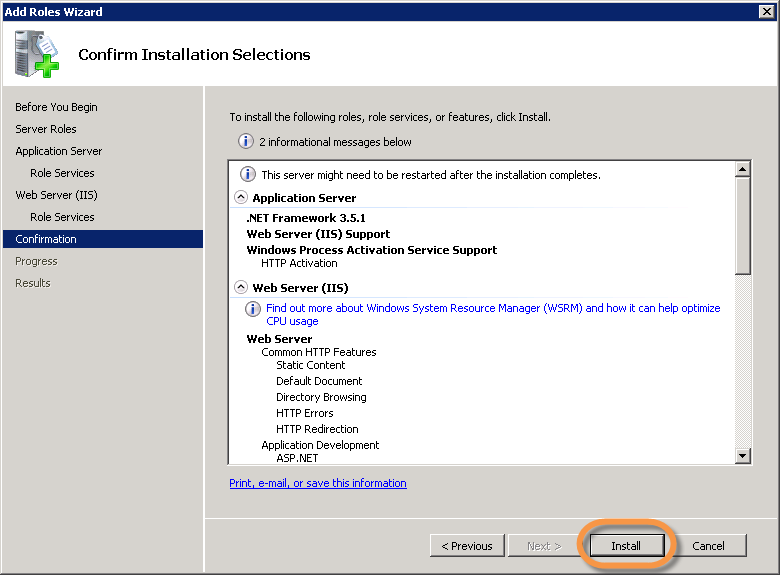 Add Roles Wizard
Confirm Installation Selections
Before You Begin
Server Roles
Application Server
Role Services
Web Server (IIS)
Role Services
Confirmation
Progress
Results
To install the following roles, role services, or features, click Install.
2 informational messages below
This server might need to be restarted after the installation completes.
Application Server
.NET Framework 3.5.1
Web Server (IIS) Support
Windows Process Activation Service Support
HTTP Activation
Web Server (IIS)
Find out more about Windows System Resource Manager (WSRM) and how it can help optimize
CPU usage
Web Server
Common HTTP Features
Static Content
Default Document
Directory Browsing
HTTP Errors
HTTP Redirection
Application Development
ASP.NET
Print, e-mail, or save this information
< Previous
Next >
Install
Cancel